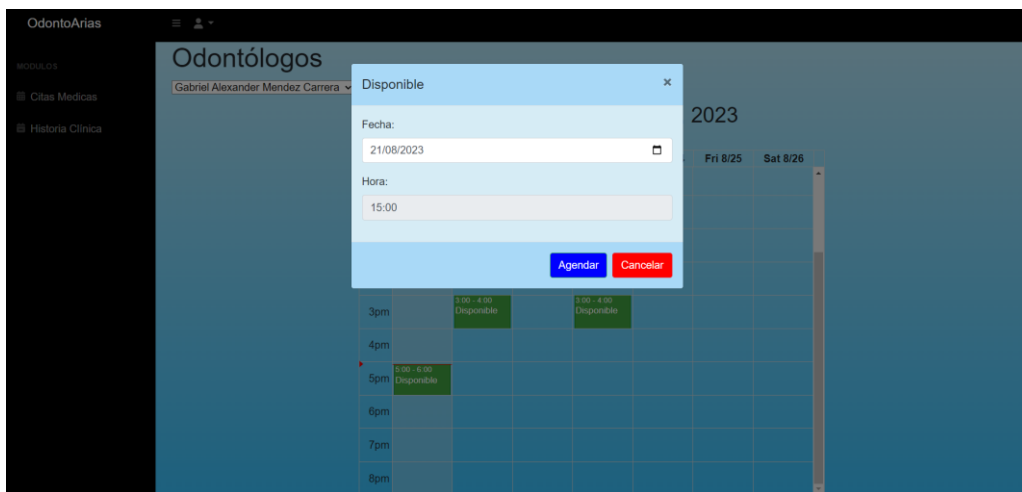 OdontoArias
MODULOS
Citas Medicas
Historia Clínica
Odontólogos
Gabriel Alexander Mendez Carrera
Disponible ×
Fecha:
21/08/2023
Hora:
15:00
Agendar Cancelar
2023
Fri 8/25 Sat 8/26
3pm
3:00 - 4:00
Disponible
3:00 - 4:00
Disponible
4pm
5pm
5:00 - 6:00
Disponible
6pm
7pm
8pm